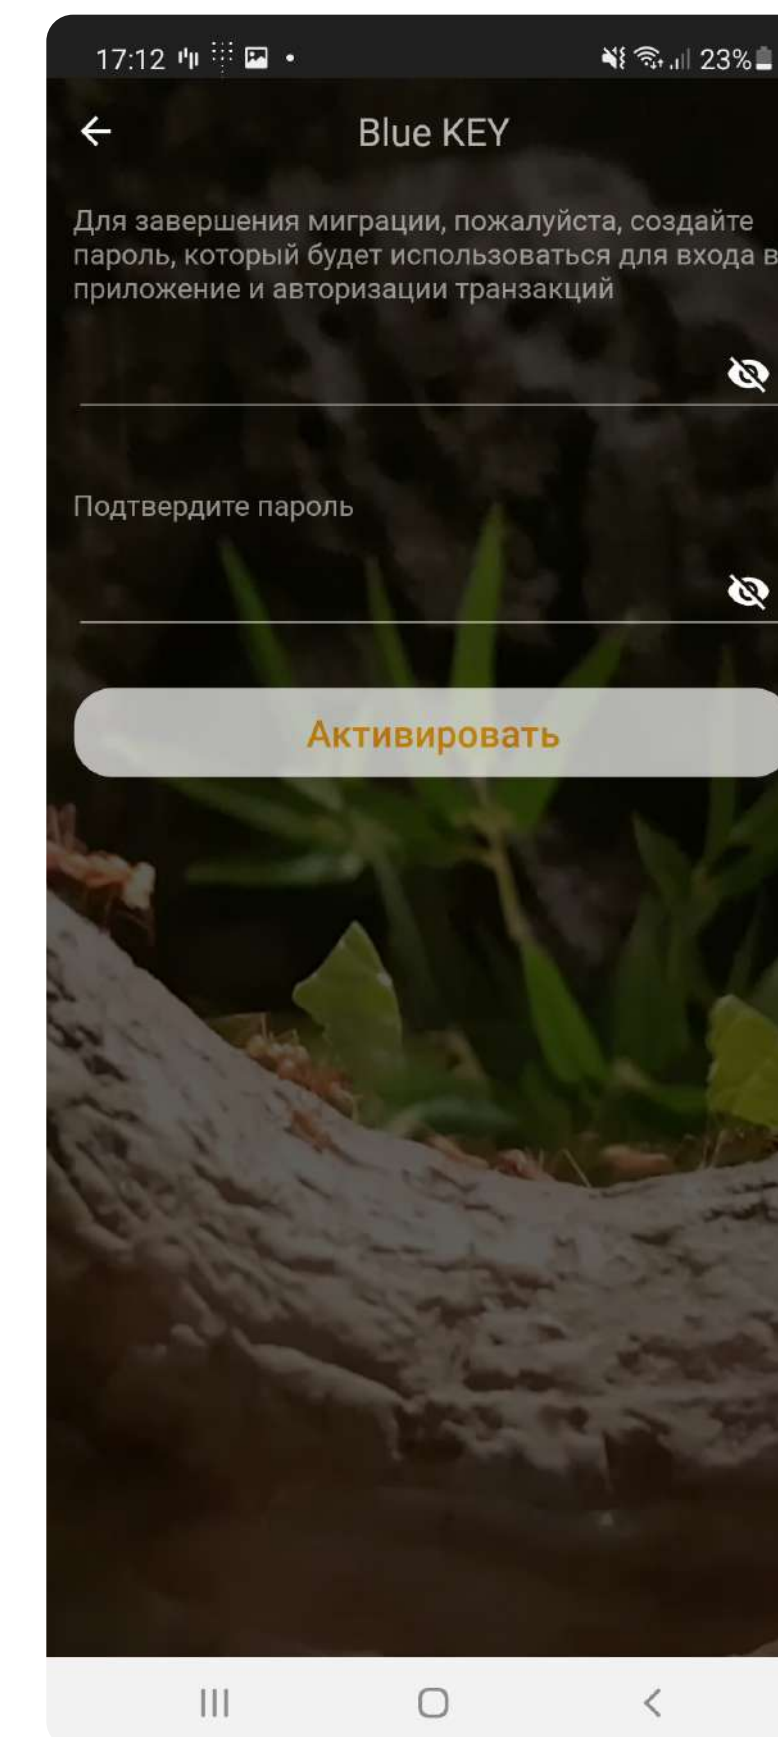 17:12 23%
Blue KEY
Для завершения миграции, пожалуйста, создайте
пароль, который будет использоваться для входа в
приложение и авторизации транзакций
Подтвердите пароль
Активировать